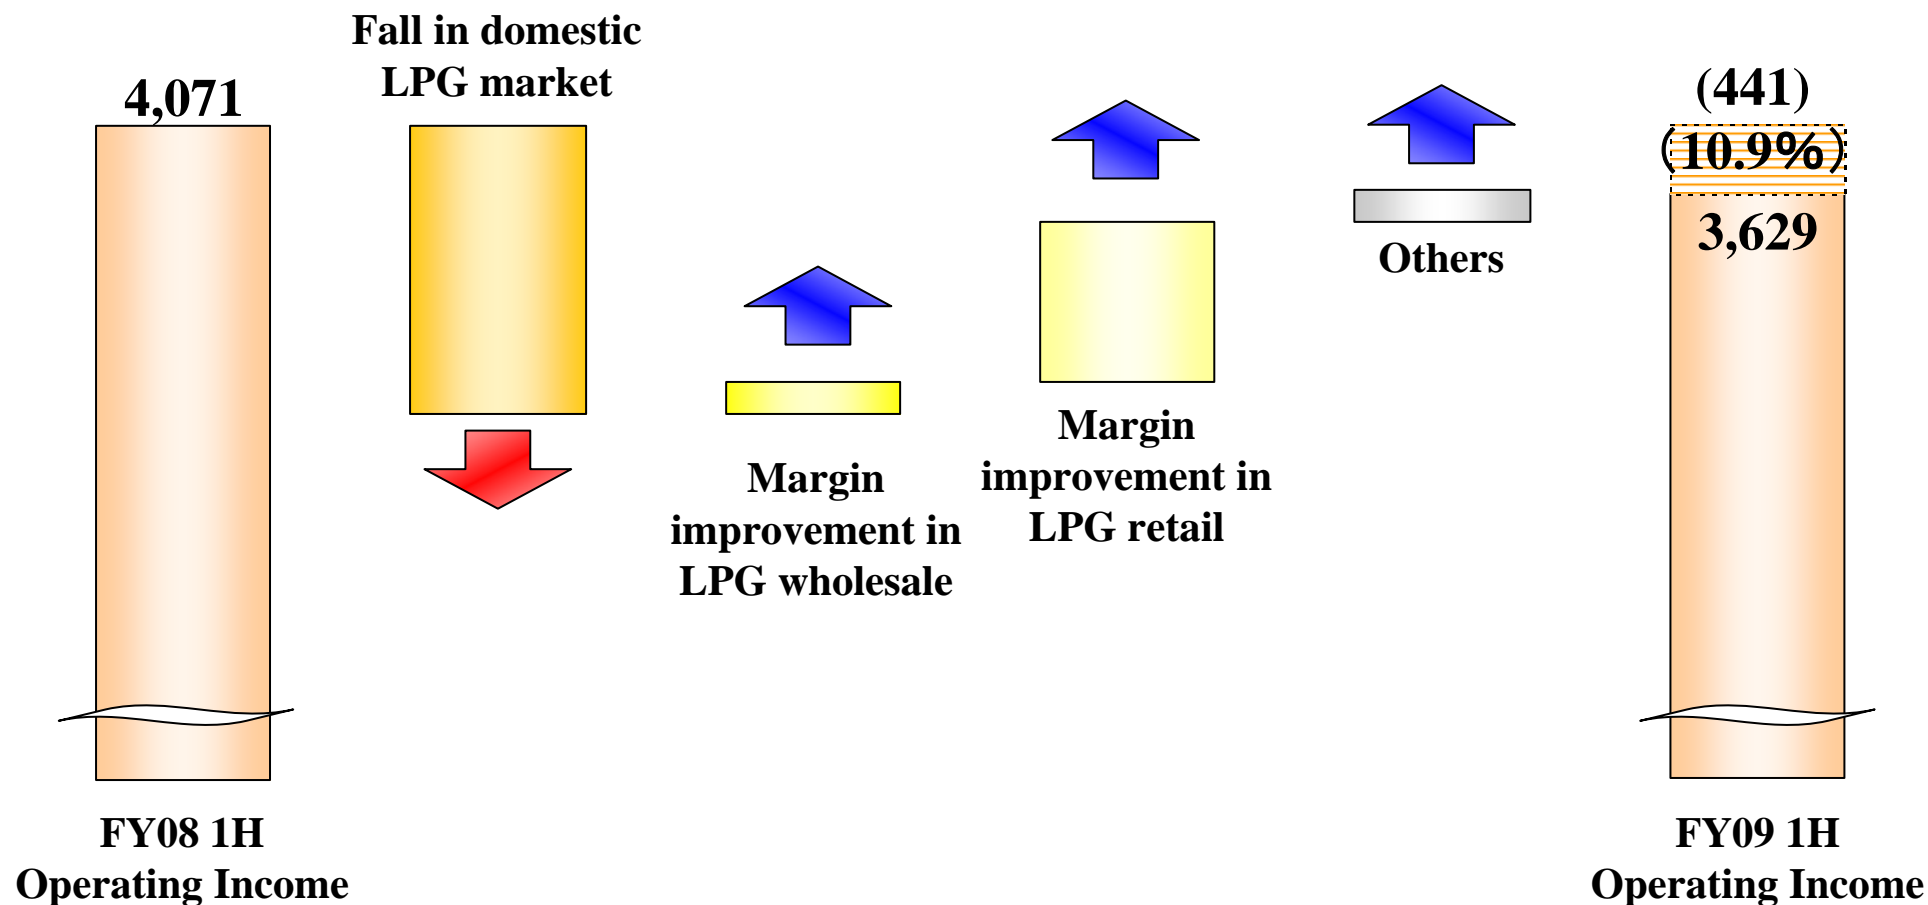 4,071
Fall in domestic
LPG market
Margin
improvement in
LPG wholesale
Margin
improvement in
LPG retail
Others
(441)
(10.9%)
3,629
FY08 1H
Operating Income
FY09 1H
Operating Income